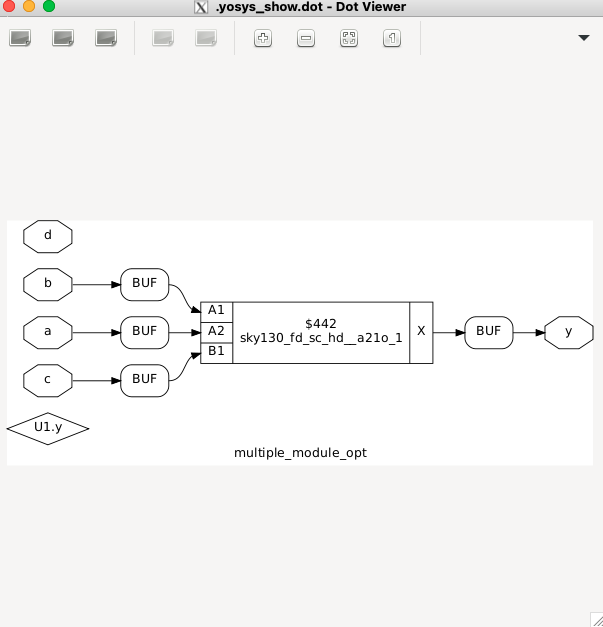 .yosys_show.dot - Dot Viewer
d
b BUF
A1
$442
a BUF A2 sky130_fd_sc_hd__a21o_1 X BUF y
B1
c BUF
U1.y
multiple_module_opt